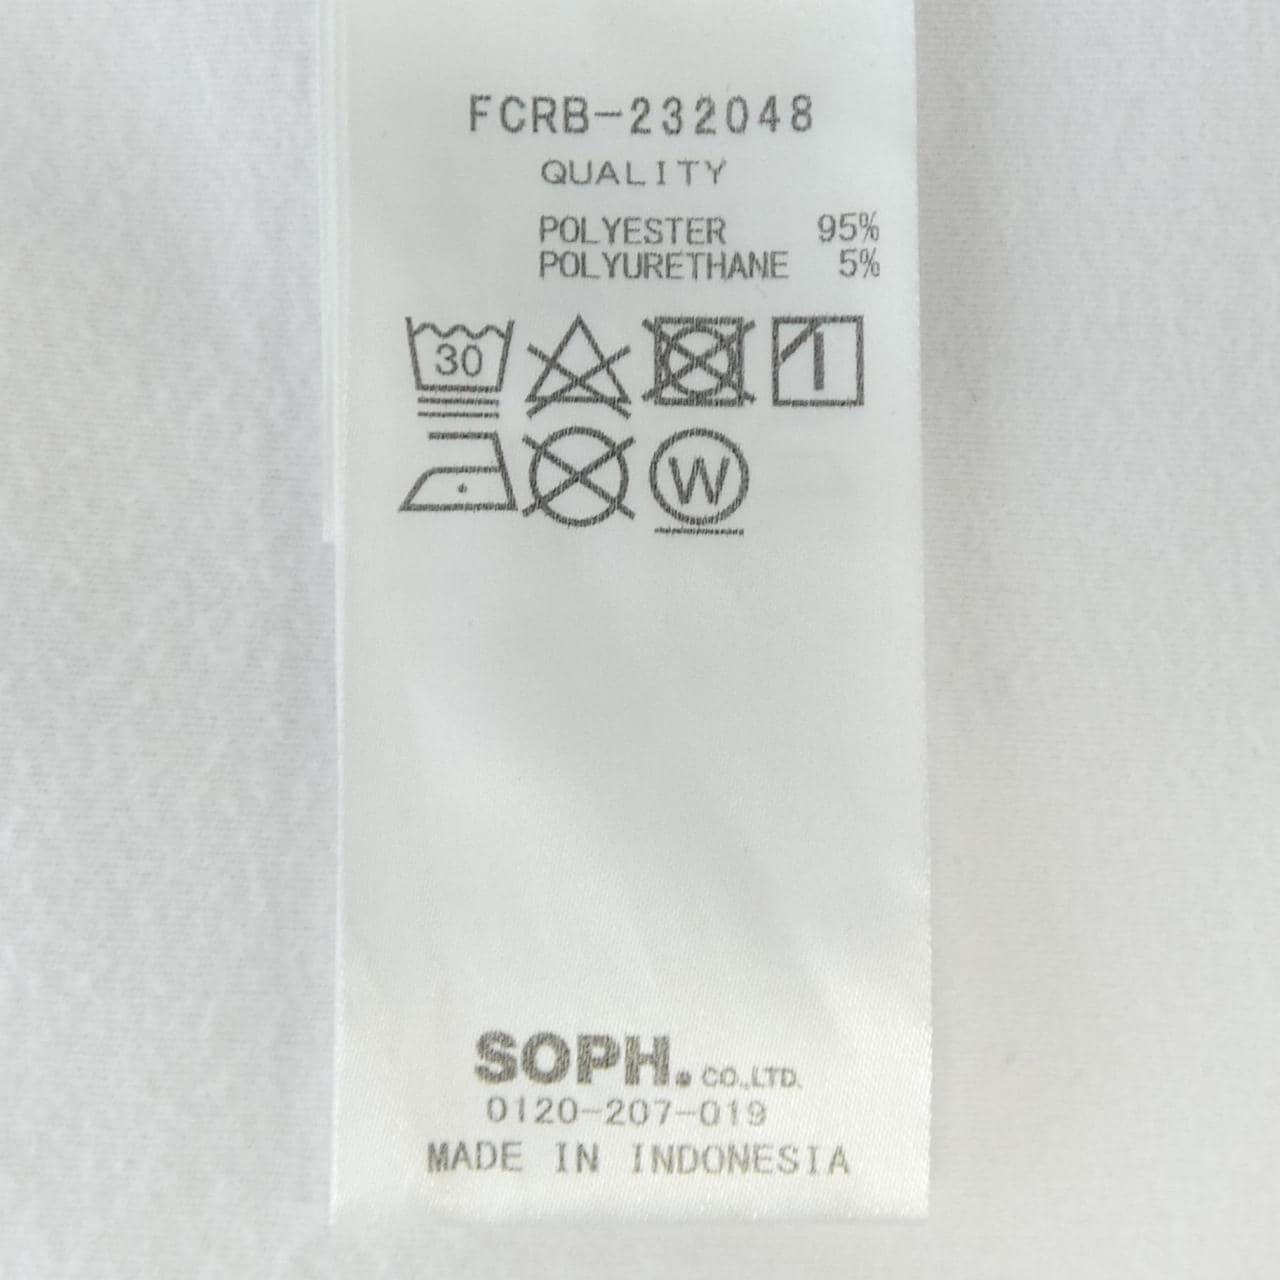 FCRB-232048
QUALITY
POLYESTER 95%
POLYURETHANE 5%
30
W
SOPH. CO.,LTD.
0120-207-019
MADE IN INDONESIA